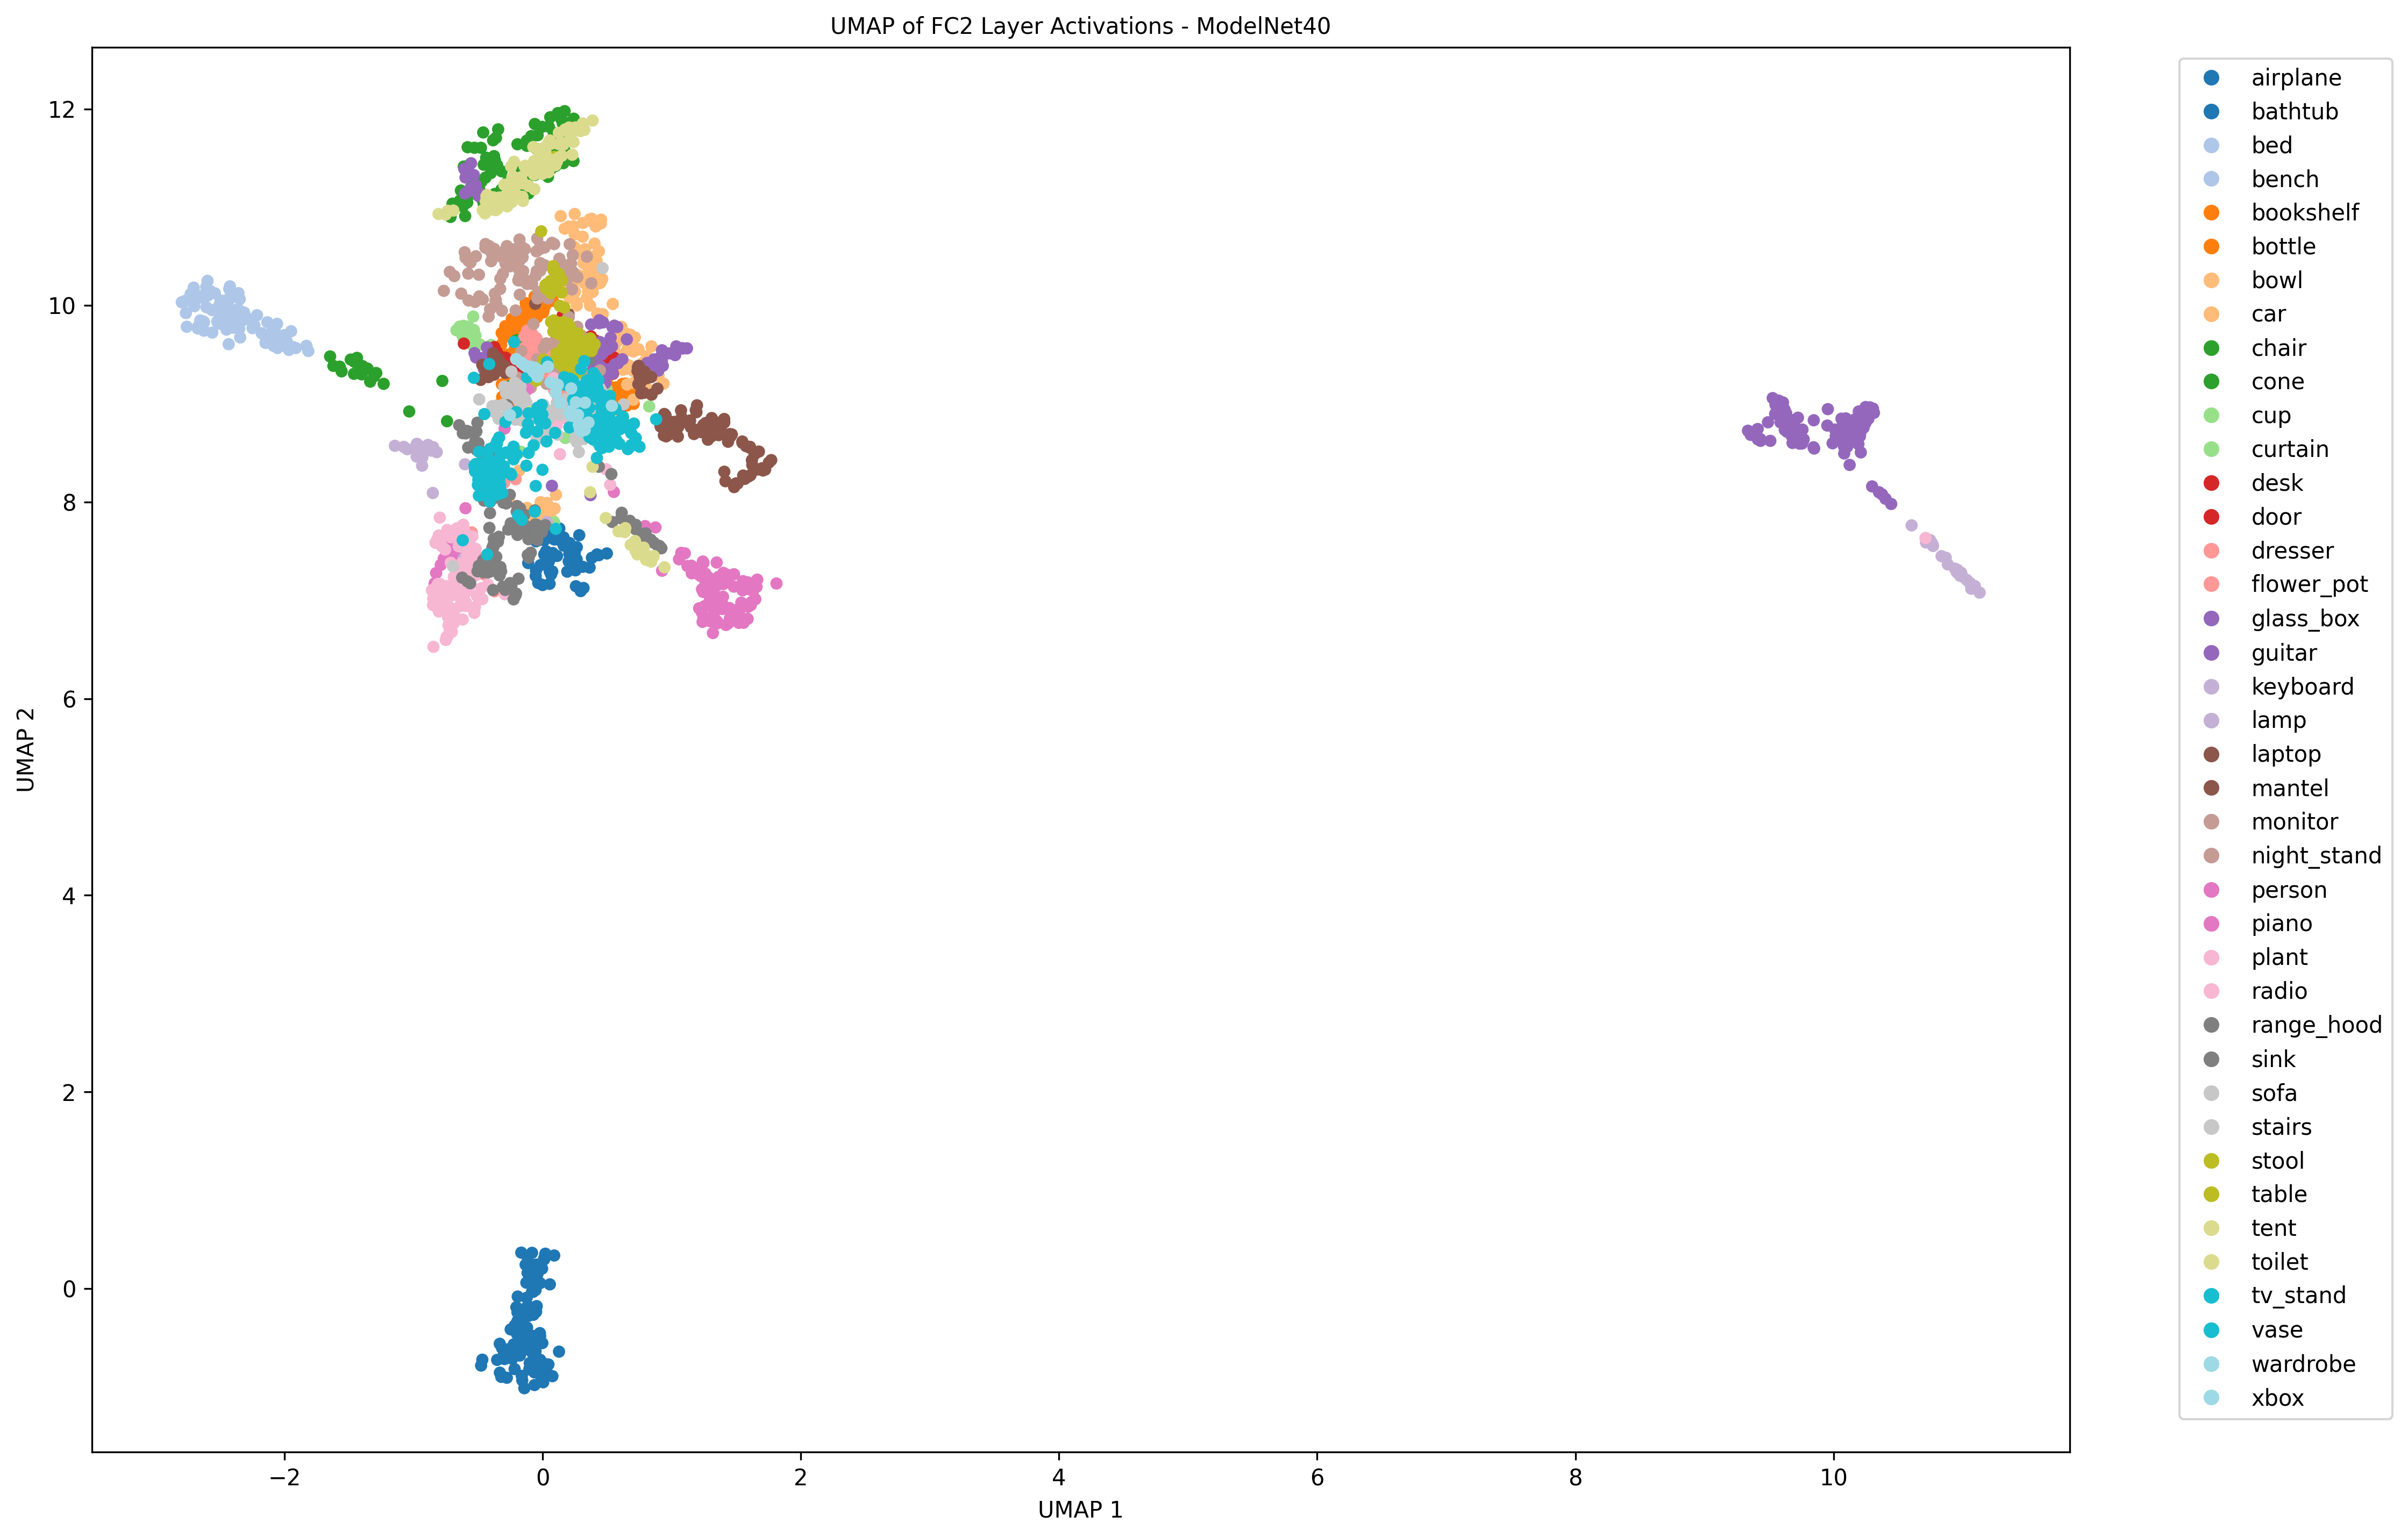 UMAP of FC2 Layer Activations - ModelNet40
12
10
8
6
4
2
0
UMAP 2
−2
0
2
4
6
8
10
UMAP 1
airplane
bathtub
bed
bench
bookshelf
bottle
bowl
car
chair
cone
cup
curtain
desk
door
dresser
flower_pot
glass_box
guitar
keyboard
lamp
laptop
mantel
monitor
night_stand
person
piano
plant
radio
range_hood
sink
sofa
stairs
stool
table
tent
toilet
tv_stand
vase
wardrobe
xbox